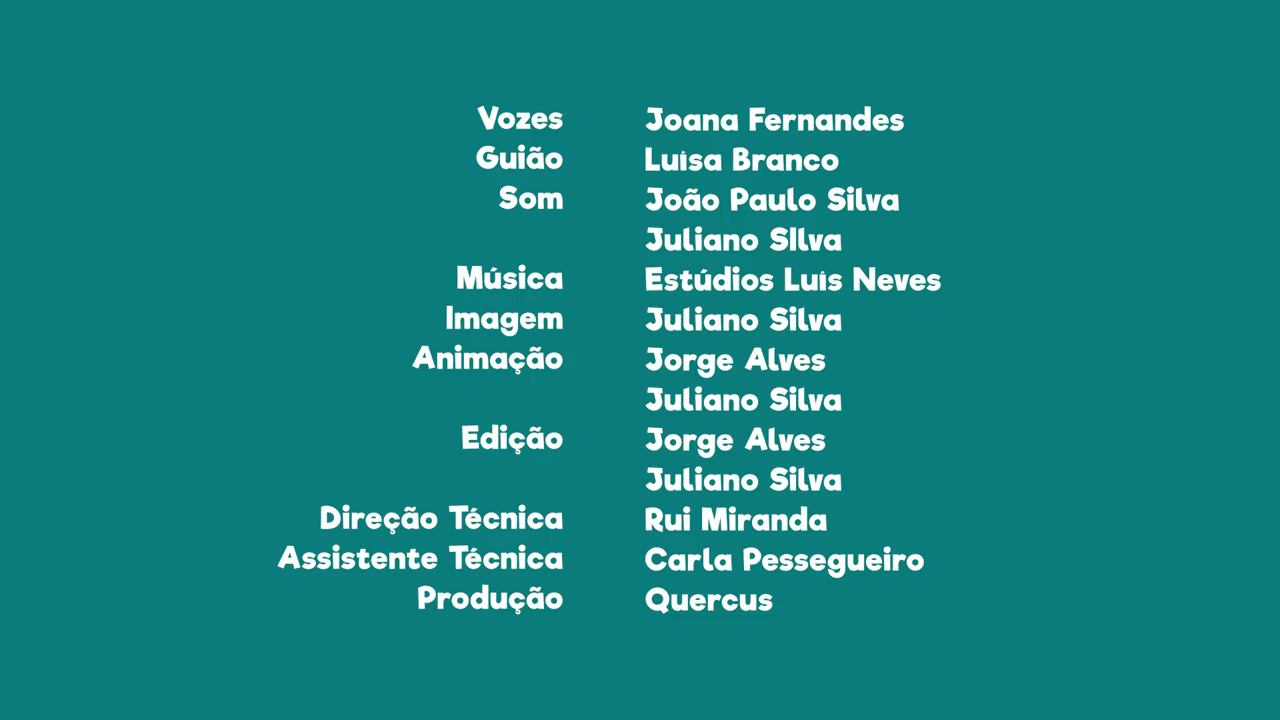 Vozes Joana Fernandes
Guião Luísa Branco
Som João Paulo Silva
Juliano SIlva
Música Estúdios Luís Neves
Imagem Juliano Silva
Animação Jorge Alves
Juliano Silva
Edição Jorge Alves
Juliano Silva
Direção Técnica Rui Miranda
Assistente Técnica Carla Pessegueiro
Produção Quercus